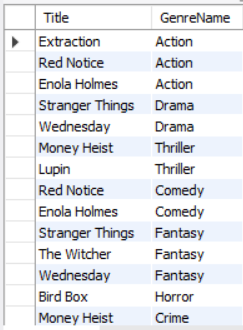 Title GenreName
Extraction Action
Red Notice Action
Enola Holmes Action
Stranger Things Drama
Wednesday Drama
Money Heist Thriller
Lupin Thriller
Red Notice Comedy
Enola Holmes Comedy
Stranger Things Fantasy
The Witcher Fantasy
Wednesday Fantasy
Bird Box Horror
Money Heist Crime